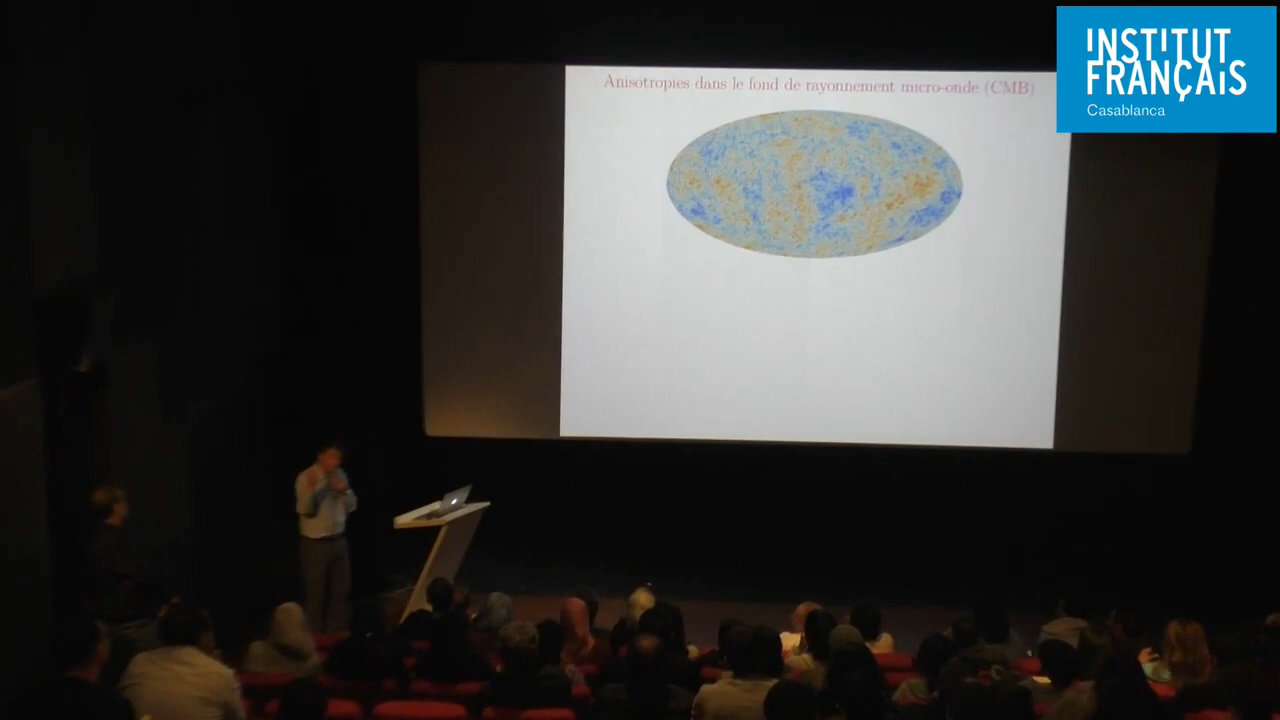 Anisotropies dans le fond de rayonnement micro-onde (CMB)
INSTITUT
FRANÇAIS
Casablanca